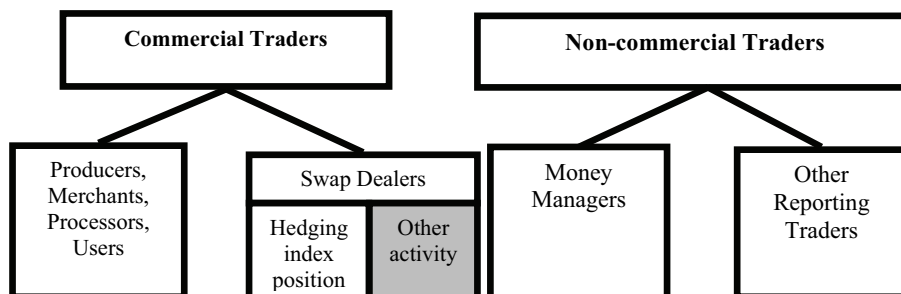 Commercial Traders
Non-commercial Traders
Producers,
Merchants,
Processors,
Users
Swap Dealers
Hedging
index
position
Other
activity
Money
Managers
Other
Reporting
Traders